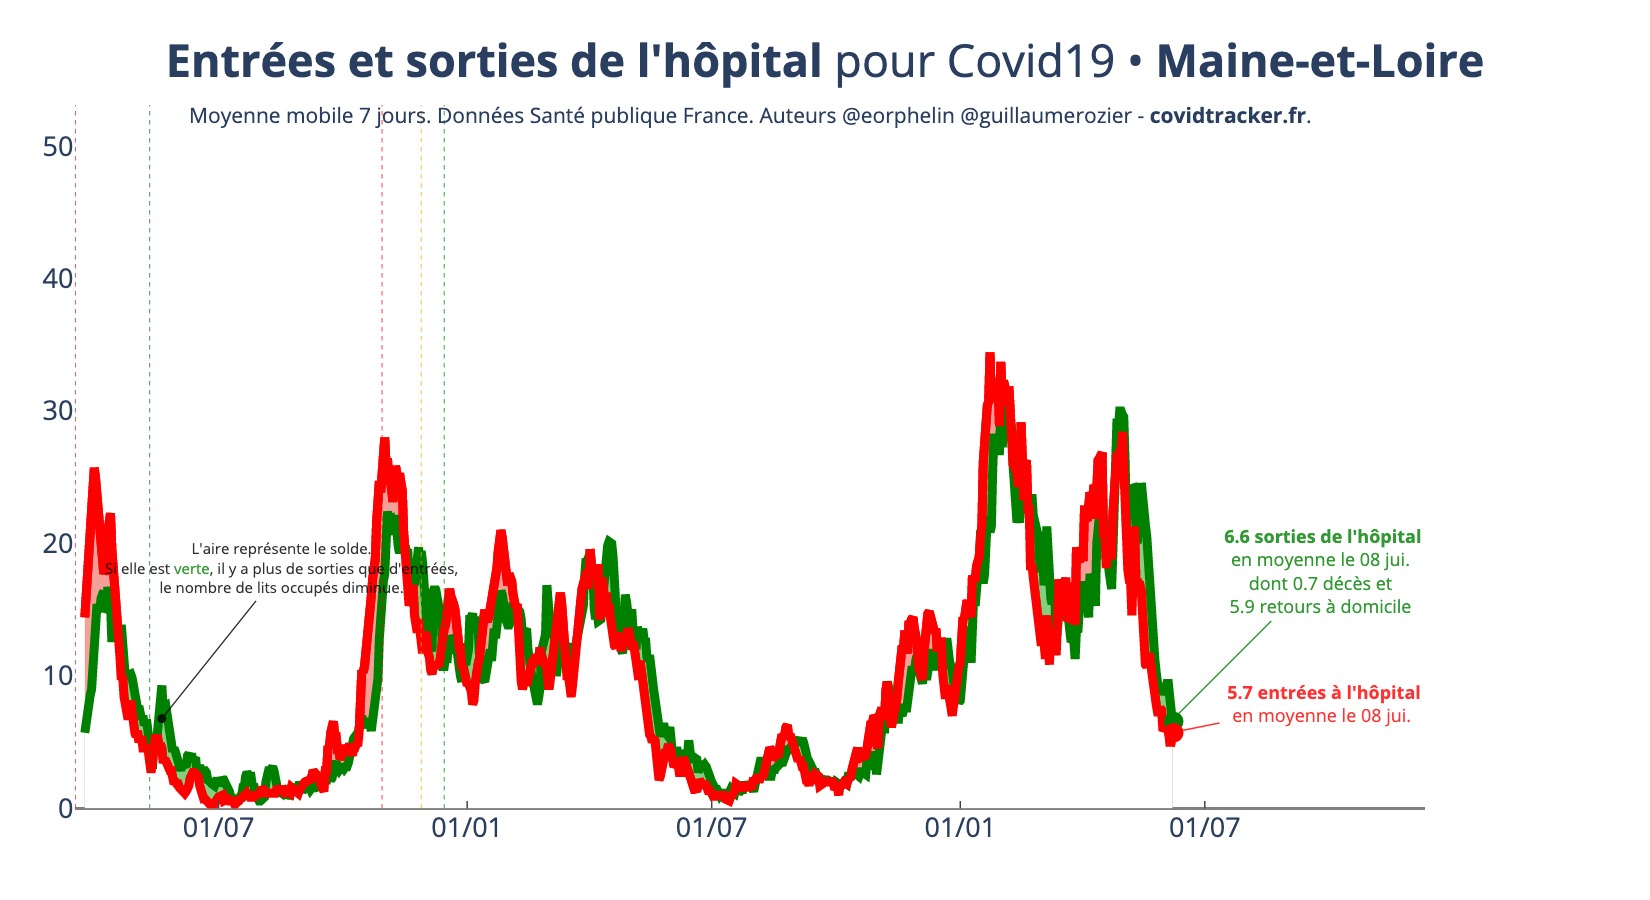 Entrées et sorties de l'hôpital pour Covid19 • Maine-et-Loire
Moyenne mobile 7 jours. Données Santé publique France. Auteurs @eorphelin @guillaumerozier - covidtracker.fr.
50
40
30
20
10
0
L'aire représente le solde.
Si elle est verte, il y a plus de sorties que d'entrées,
le nombre de lits occupés diminue.
6.6 sorties de l'hôpital
en moyenne le 08 jui.
dont 0.7 décès et
5.9 retours à domicile
5.7 entrées à l'hôpital
en moyenne le 08 jui.
01/07 01/01 01/07 01/01 01/07